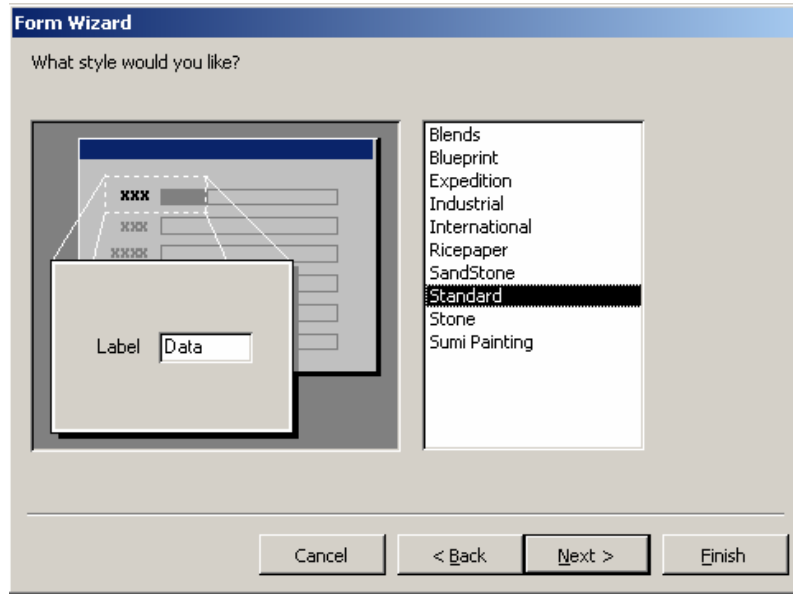 Form Wizard
What style would you like?
xxx
xxx
xxxx
Label Data
Blends
Blueprint
Expedition
Industrial
International
Ricepaper
SandStone
Standard
Stone
Sumi Painting
Cancel < Back Next > Finish